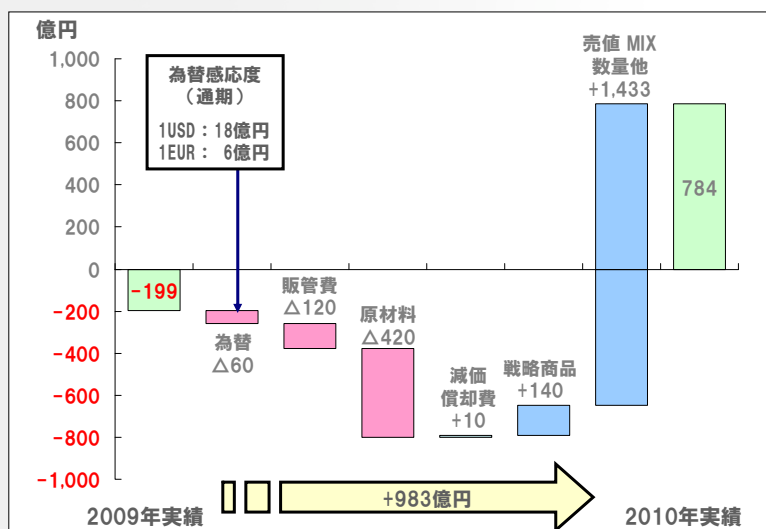 億円
1,000
800
600
400
200
0
-200
-400
-600
-800
-1,000
為替感応度
（通期）
1USD：18億円
1EUR： 6億円
-199
為替
△60
販管費
△120
原材料
△420
減価
償却費
+10
戦略商品
+140
売値 MIX
数量他
+1,433
784
+983億円
2009年実績
2010年実績